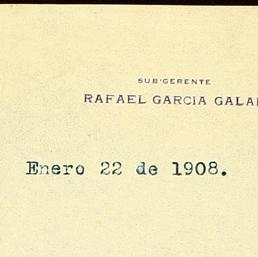 SUB-GERENTE
RAFAEL GARCIA
Enero 22 de 1908.